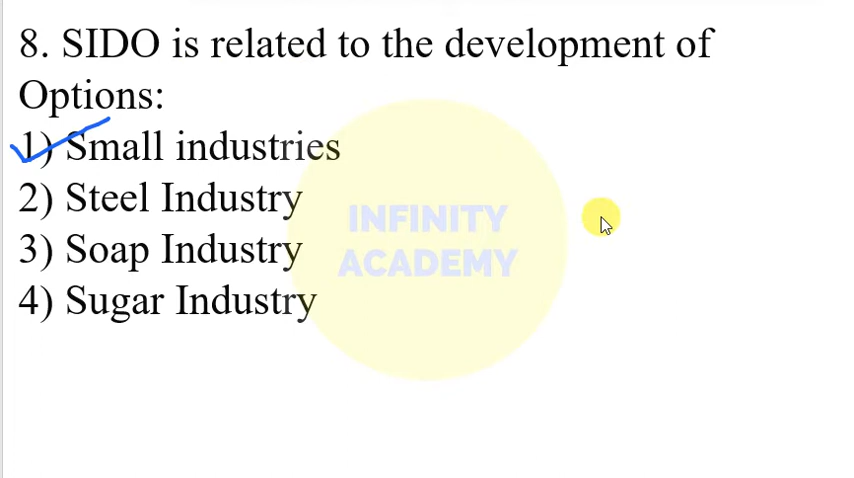 8. SIDO is related to the development of
Options:
1) Small industries
2) Steel Industry
3) Soap Industry
4) Sugar Industry
INFINITY
ACADEMY